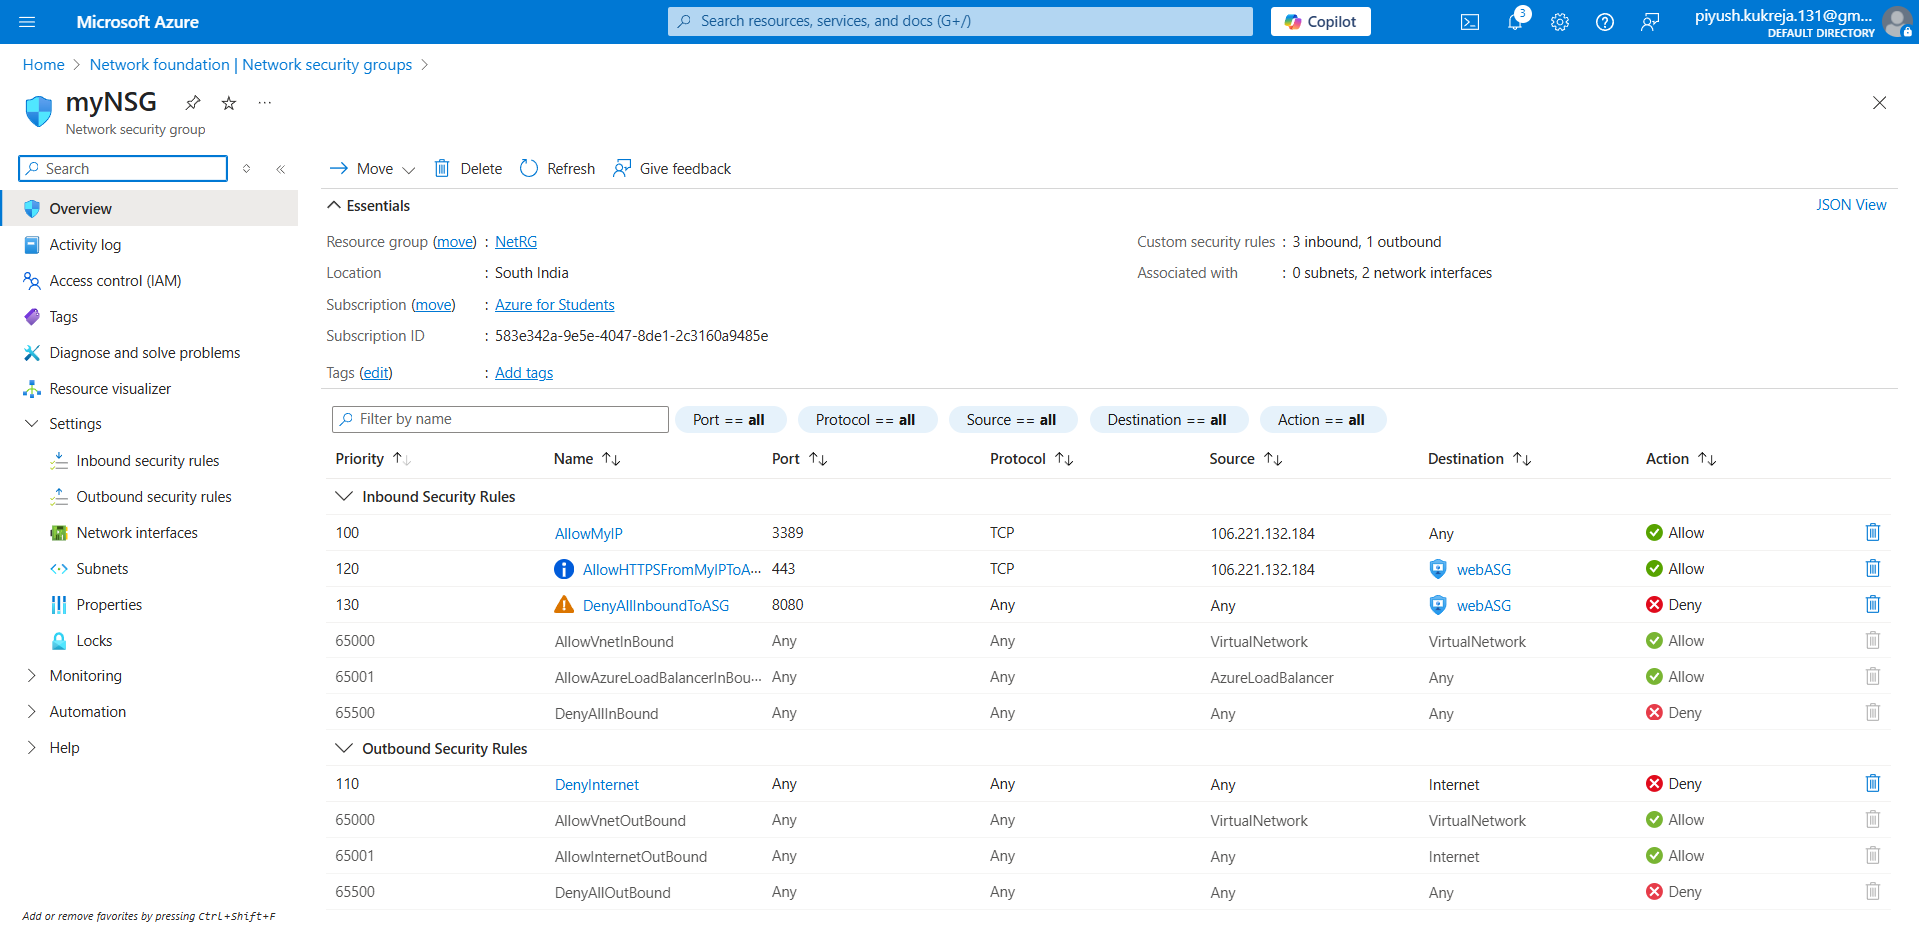 Microsoft Azure
Search resources, services, and docs (G+/)
Copilot
3
piyush.kukreja.131@gm...
DEFAULT DIRECTORY
Home > Network foundation | Network security groups >
myNSG
Network security group
Search
Move
Delete
Refresh
Give feedback
Overview
Activity log
Access control (IAM)
Tags
Diagnose and solve problems
Resource visualizer
Settings
Inbound security rules
Outbound security rules
Network interfaces
Subnets
Properties
Locks
Monitoring
Automation
Help
Add or remove favorites by pressing Ctrl+Shift+F
Essentials
JSON View
Resource group (move) : NetRG
Location : South India
Subscription (move) : Azure for Students
Subscription ID : 583e342a-9e5e-4047-8de1-2c3160a9485e
Tags (edit) : Add tags
Custom security rules : 3 inbound, 1 outbound
Associated with : 0 subnets, 2 network interfaces
Filter by name
Port == all
Protocol == all
Source == all
Destination == all
Action == all
Priority Name Port Protocol Source Destination Action
Inbound Security Rules
100 AllowMyIP 3389 TCP 106.221.132.184 Any Allow
120 AllowHTTPSFromMyIPToA... 443 TCP 106.221.132.184 webASG Allow
130 DenyAllInboundToASG 8080 Any Any webASG Deny
65000 AllowVnetInBound Any Any VirtualNetwork VirtualNetwork Allow
65001 AllowAzureLoadBalancerInBou... Any Any AzureLoadBalancer Any Allow
65500 DenyAllInBound Any Any Any Any Deny
Outbound Security Rules
110 DenyInternet Any Any Any Internet Deny
65000 AllowVnetOutBound Any Any VirtualNetwork VirtualNetwork Allow
65001 AllowInternetOutBound Any Any Any Internet Allow
65500 DenyAllOutBound Any Any Any Any Deny